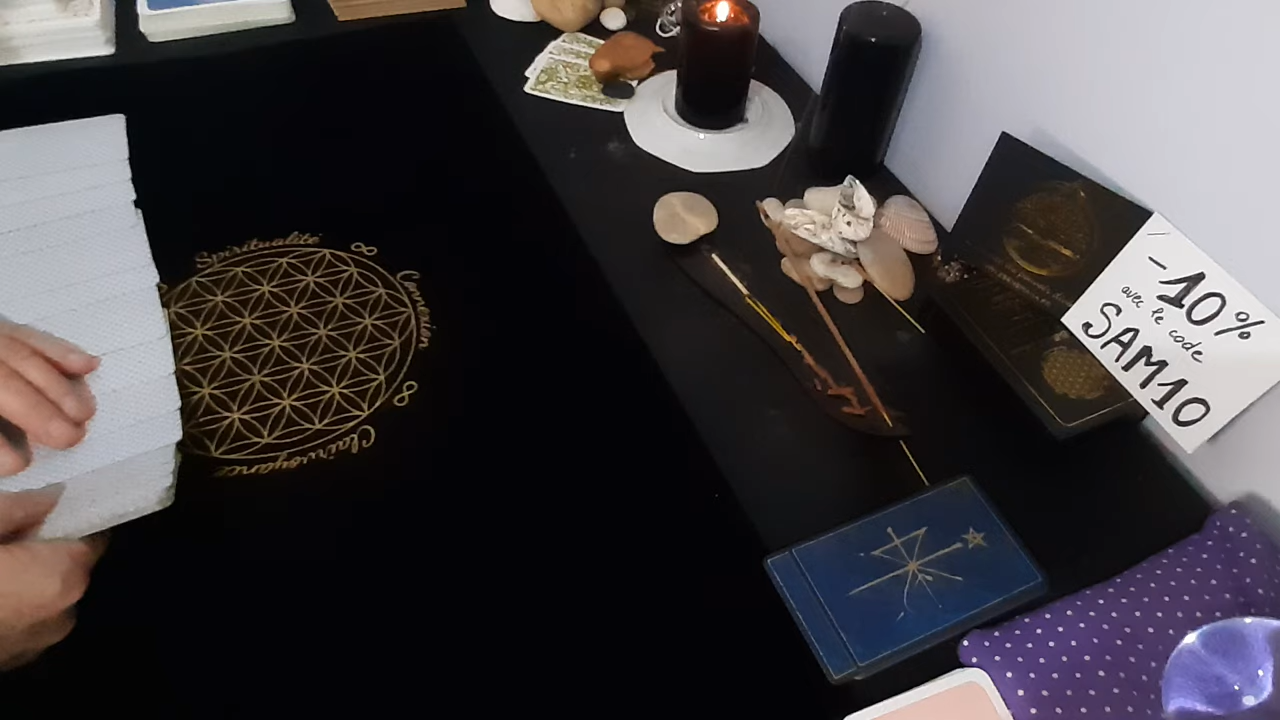 Spiritualité
Connexion
Clairvoyance
-10%
avec le code
SAM10